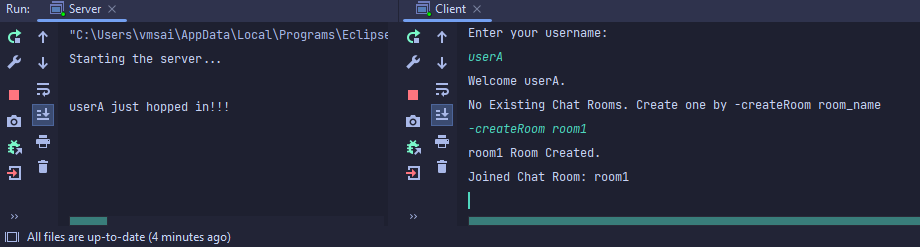 Run: Server × Client ×
"C:\Users\vmsai\AppData\Local\Programs\Eclipse
Starting the server...
userA just hopped in!!!
Enter your username:
userA
Welcome userA.
No Existing Chat Rooms. Create one by -createRoom room_name
-createRoom room1
room1 Room Created.
Joined Chat Room: room1
All files are up-to-date (4 minutes ago)